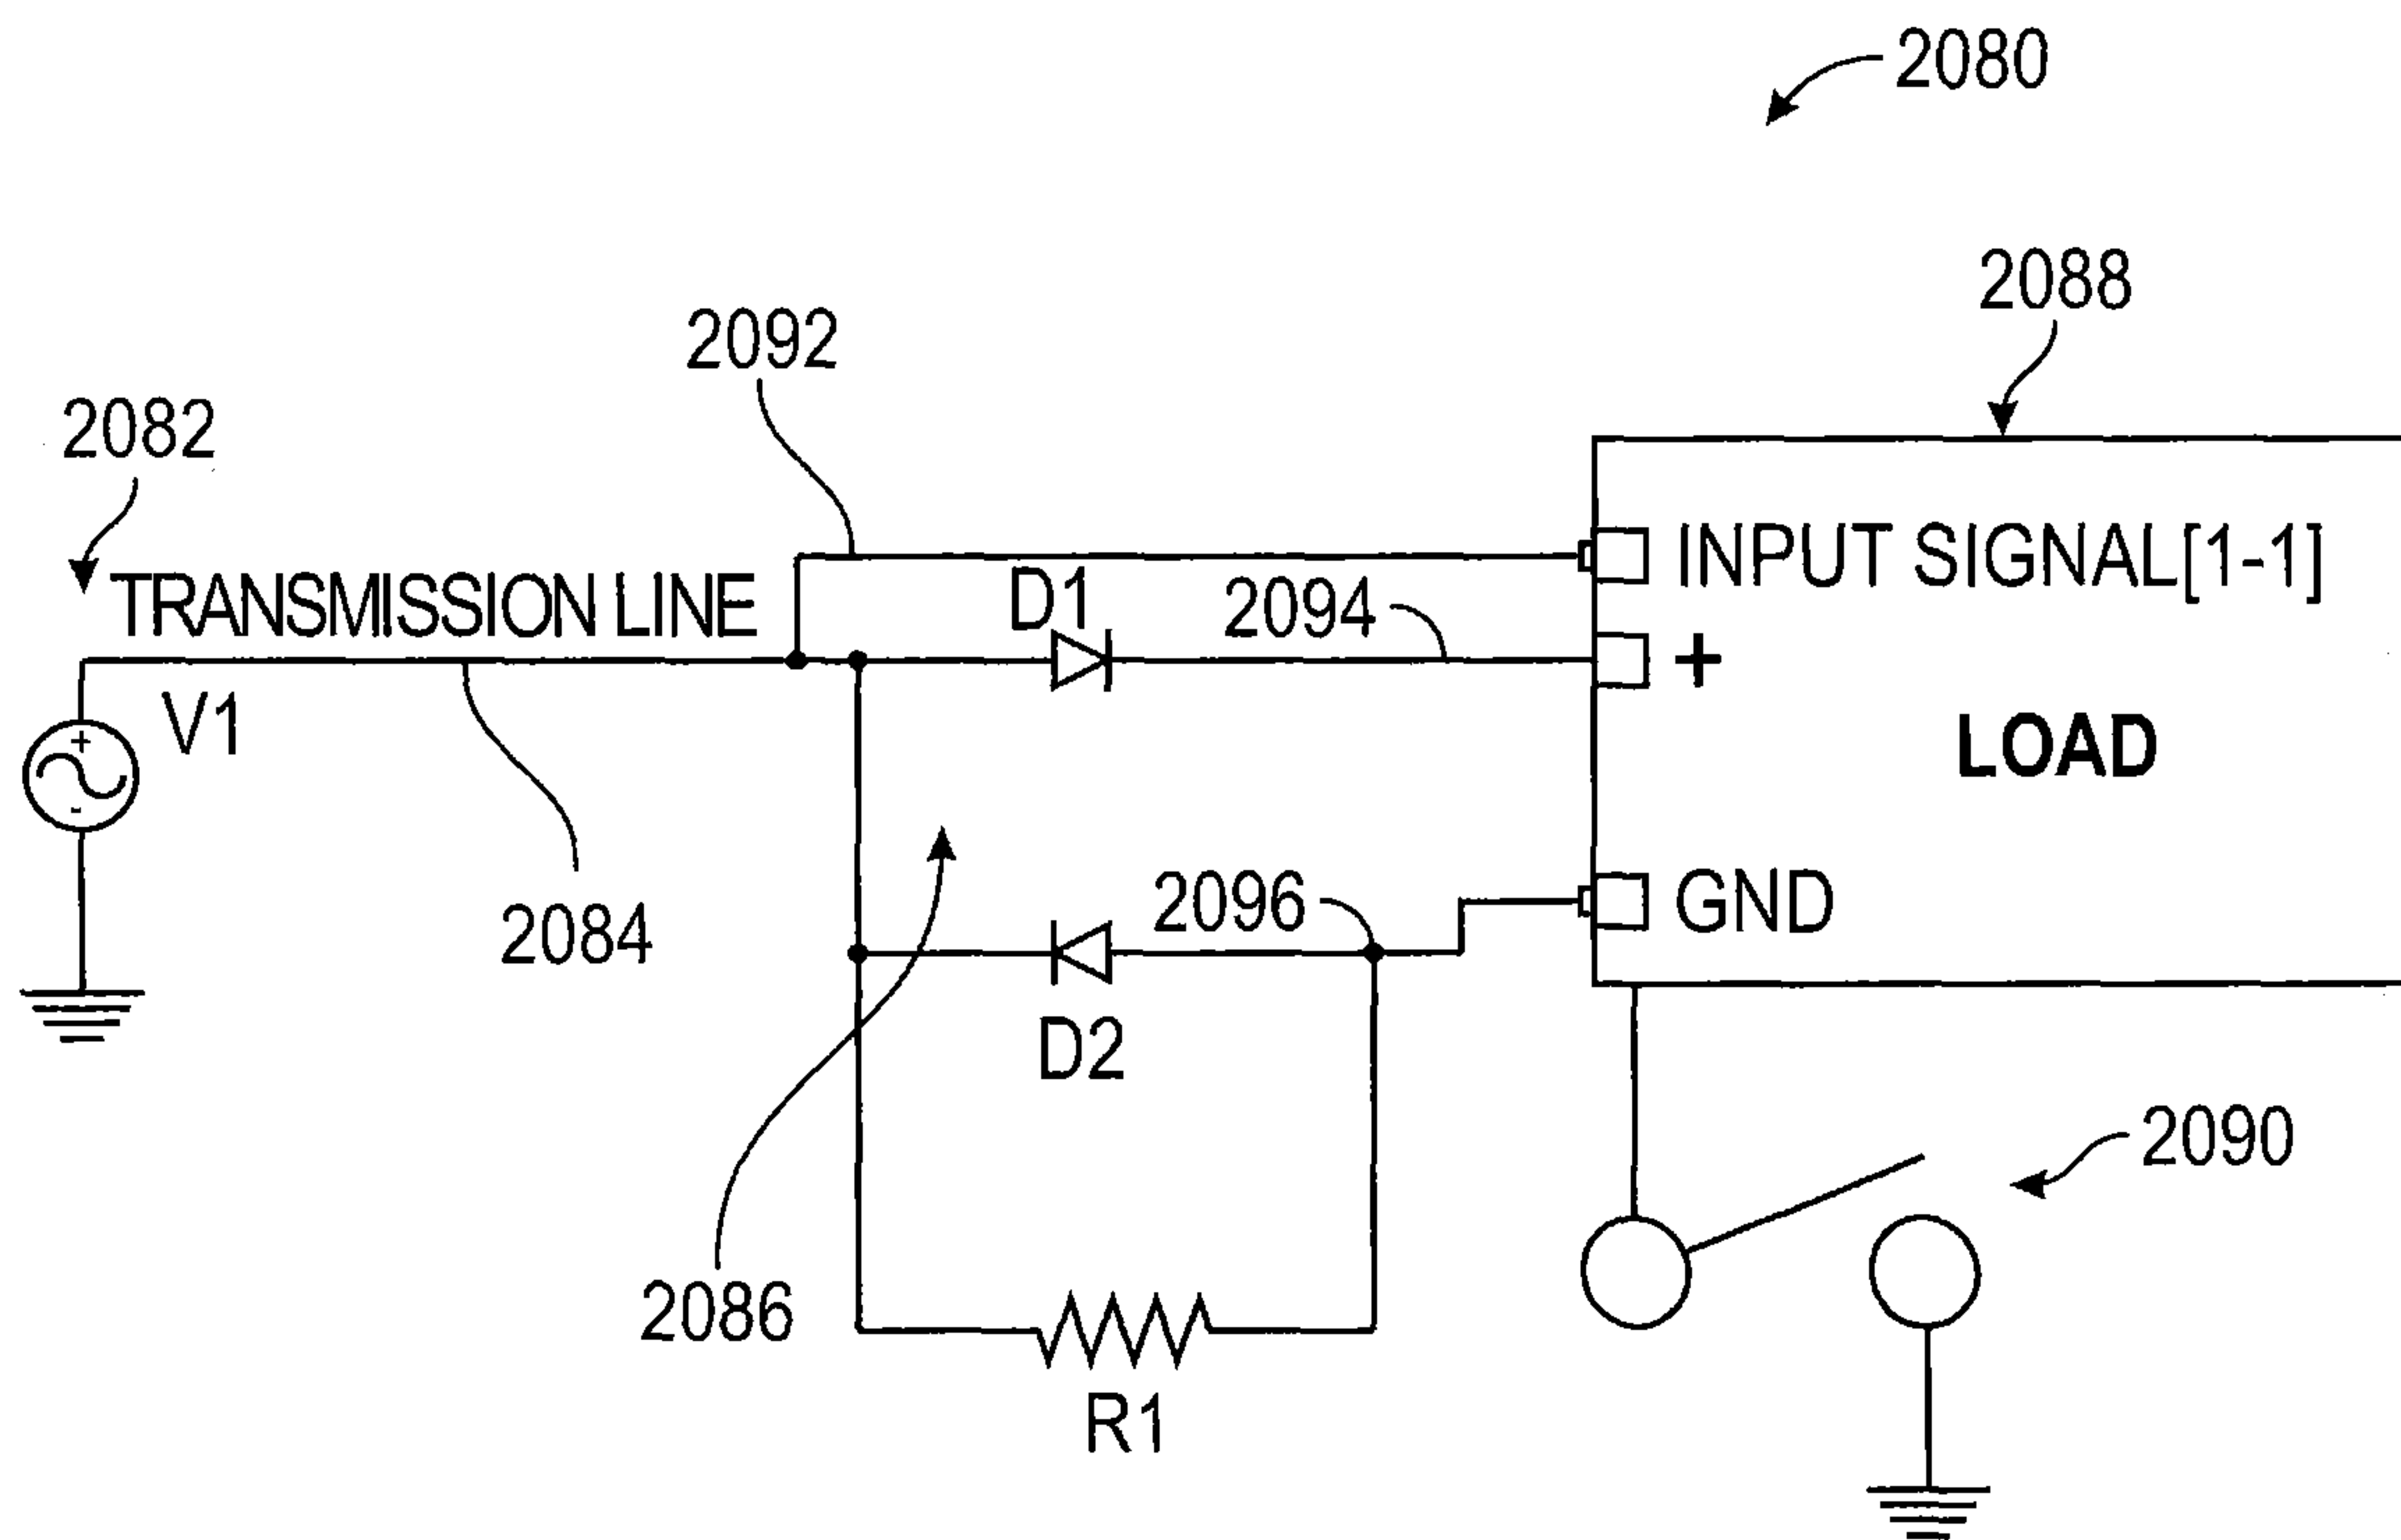 2080
2088
2092
2082
INPUT SIGNAL[1-1]
D1
2094
TRANSMISSION LINE
+
V1
LOAD
+
-
2096
GND
2084
D2
2090
2086
R1